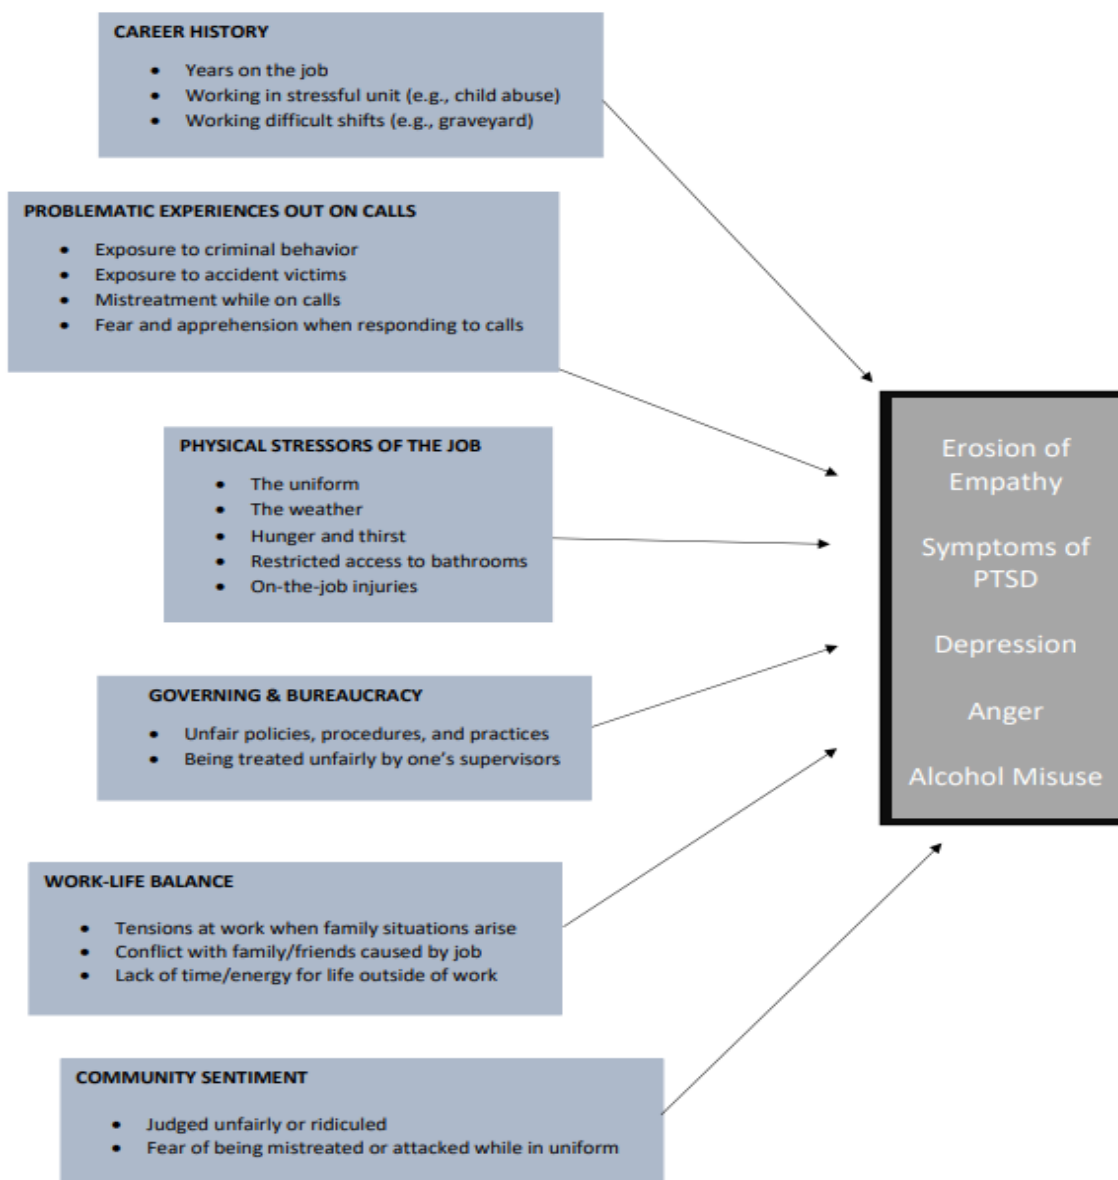 CAREER HISTORY
• Years on the job
• Working in stressful unit (e.g., child abuse)
• Working difficult shifts (e.g., graveyard)
PROBLEMATIC EXPERIENCES OUT ON CALLS
• Exposure to criminal behavior
• Exposure to accident victims
• Mistreatment while on calls
• Fear and apprehension when responding to calls
PHYSICAL STRESSORS OF THE JOB
• The uniform
• The weather
• Hunger and thirst
• Restricted access to bathrooms
• On-the-job injuries
GOVERNING & BUREAUCRACY
• Unfair policies, procedures, and practices
• Being treated unfairly by one's supervisors
WORK-LIFE BALANCE
• Tensions at work when family situations arise
• Conflict with family/friends caused by job
• Lack of time/energy for life outside of work
COMMUNITY SENTIMENT
• Judged unfairly or ridiculed
• Fear of being mistreated or attacked while in uniform
Erosion of
Empathy
Symptoms of
PTSD
Depression
Anger
Alcohol Misuse